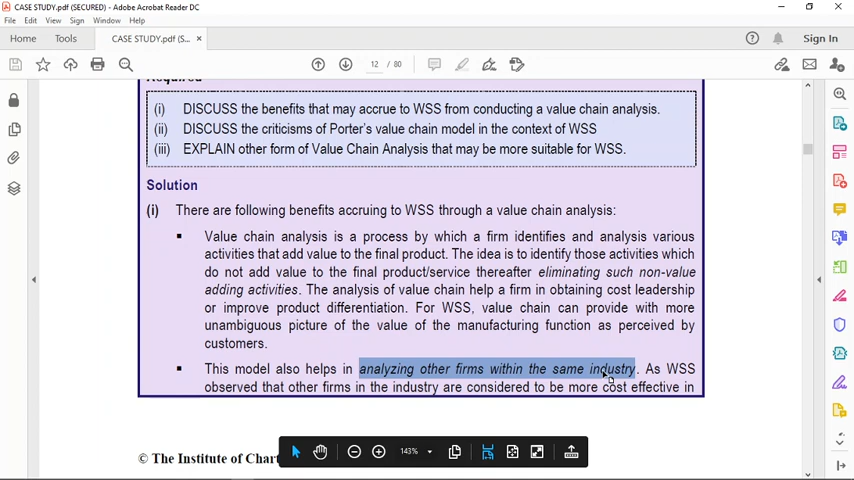 CASE STUDY.pdf (SECURED) - Adobe Acrobat Reader DC
File Edit View Sign Window Help
Home Tools CASE STUDY.pdf (S... × Sign In
12 / 80
Required
(i) DISCUSS the benefits that may accrue to WSS from conducting a value chain analysis.
(ii) DISCUSS the criticisms of Porter's value chain model in the context of WSS
(iii) EXPLAIN other form of Value Chain Analysis that may be more suitable for WSS.
Solution
(i) There are following benefits accruing to WSS through a value chain analysis:
▪ Value chain analysis is a process by which a firm identifies and analysis various
activities that add value to the final product. The idea is to identify those activities which
do not add value to the final product/service thereafter eliminating such non-value
adding activities. The analysis of value chain help a firm in obtaining cost leadership
or improve product differentiation. For WSS, value chain can provide with more
unambiguous picture of the value of the manufacturing function as perceived by
customers.
▪ This model also helps in analyzing other firms within the same industry. As WSS
observed that other firms in the industry are considered to be more cost effective in
© The Institute of Chart
143%